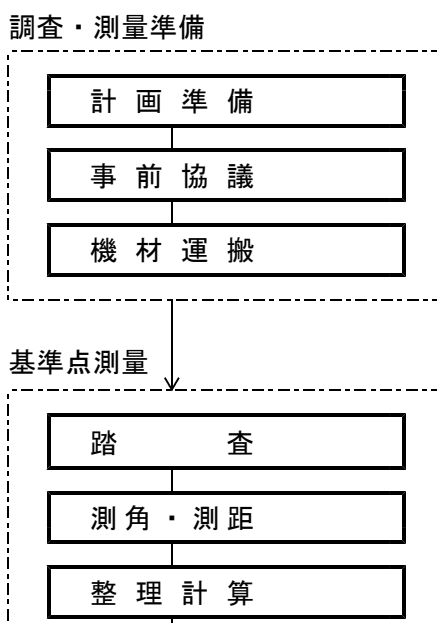 調査・測量準備
計画準備
事前協議
機材運搬
基準点測量
踏査
測角・測距
整理計算